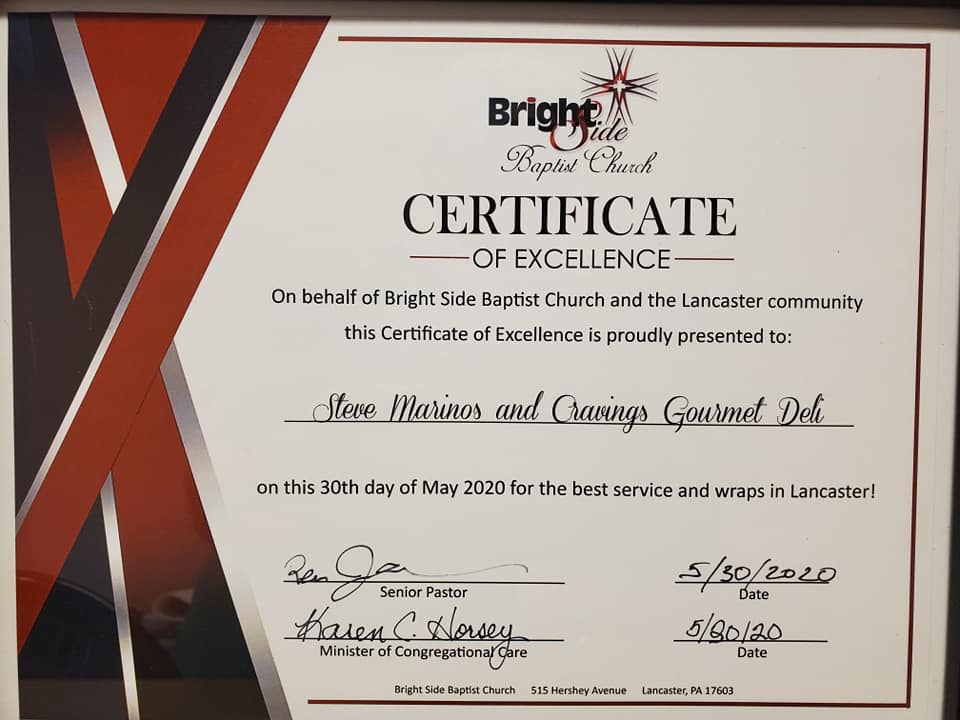 Bright Side
Baptist Church
CERTIFICATE
OF EXCELLENCE
On behalf of Bright Side Baptist Church and the Lancaster community
this Certificate of Excellence is proudly presented to:
Steve Marinos and Cravings Gourmet Deli
on this 30th day of May 2020 for the best service and wraps in Lancaster!
Rev 5/30/2020
Senior Pastor Date
Karen C. Horsey 5/30/20
Minister of Congregational Care Date
Bright Side Baptist Church 515 Hershey Avenue Lancaster, PA 17603